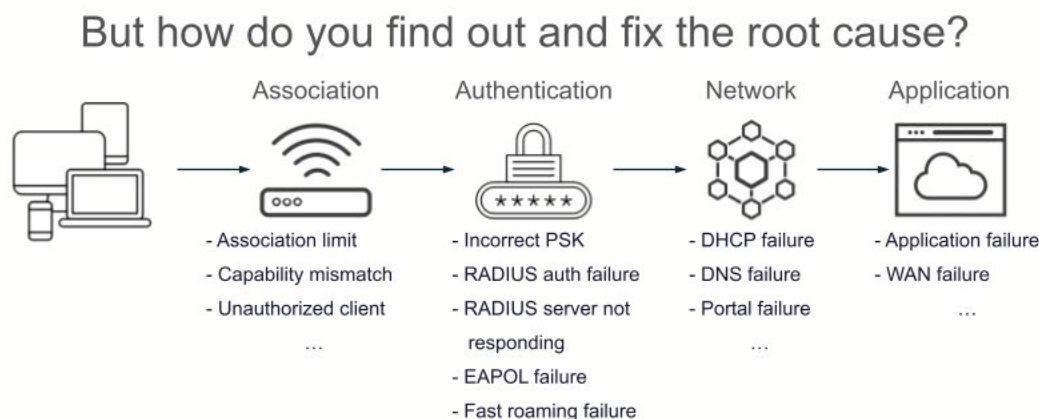 But how do you find out and fix the root cause?
Association
- Association limit
- Capability mismatch
- Unauthorized client
…
Authentication
*****
- Incorrect PSK
- RADIUS auth failure
- RADIUS server not
responding
- EAPOL failure
- Fast roaming failure
Network
- DHCP failure
- DNS failure
- Portal failure
…
Application
- Application failure
- WAN failure
…